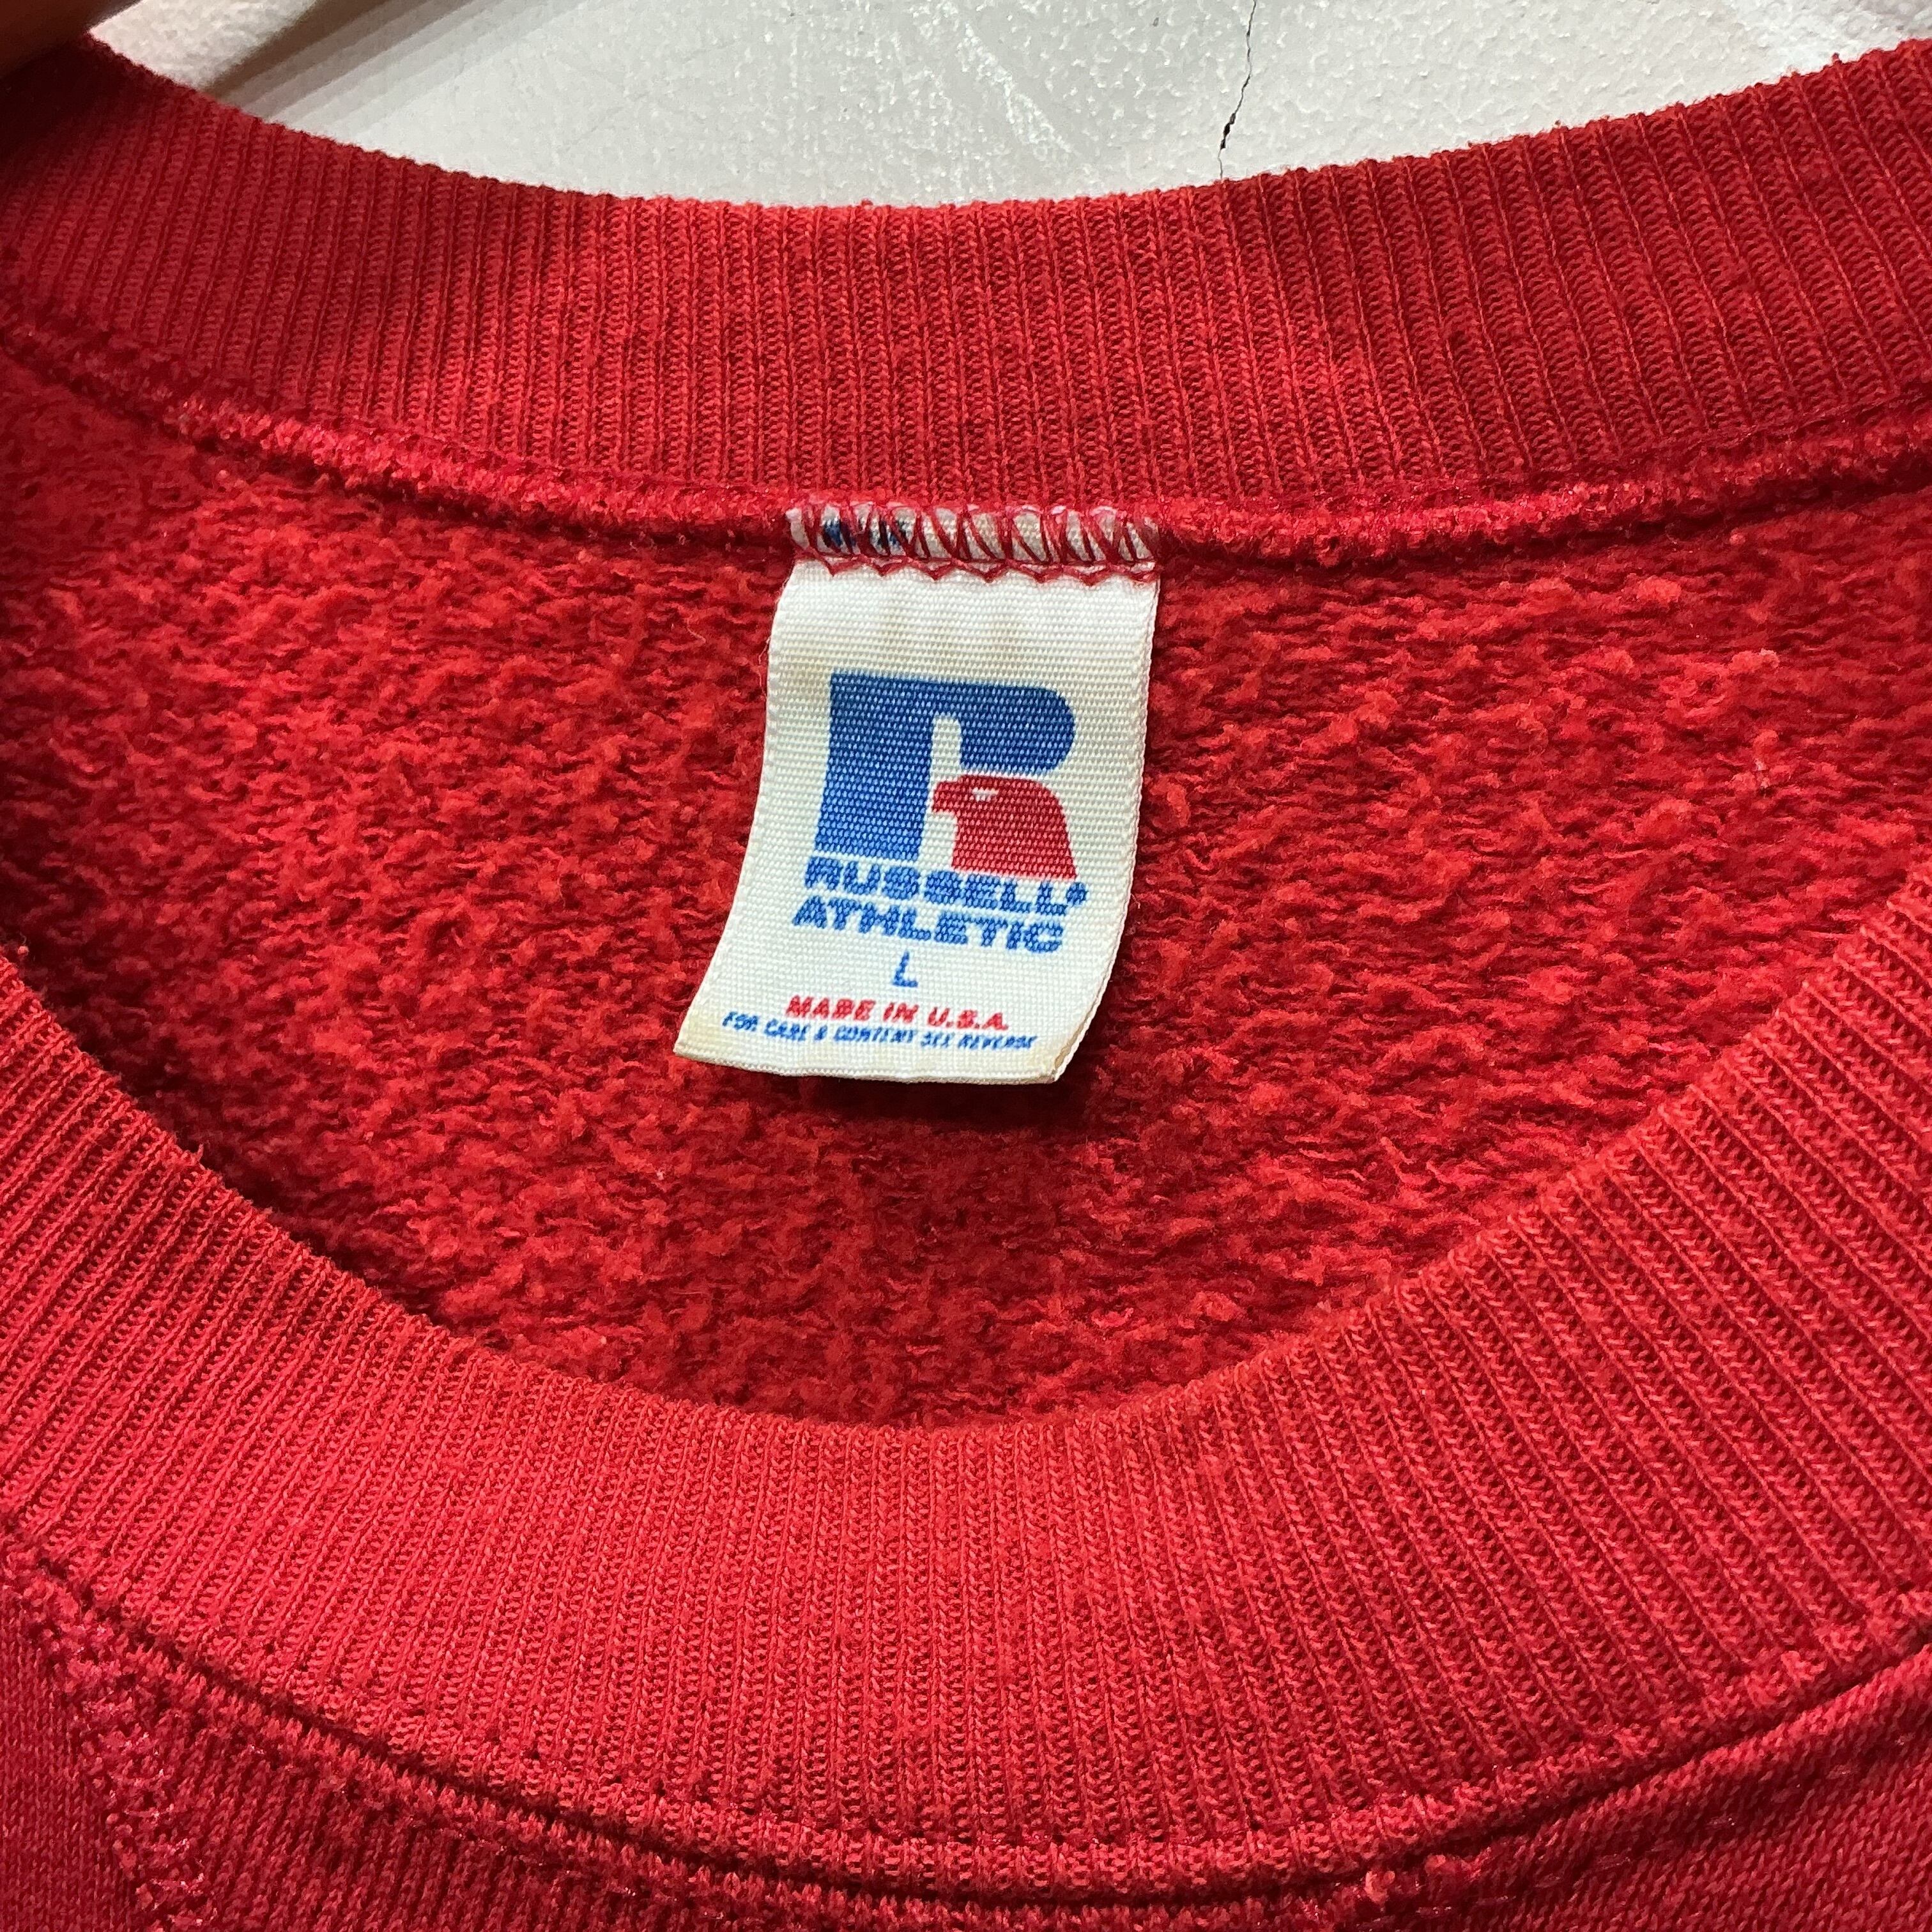 RUSSELL®
ATHLETIC
L
MADE IN U.S.A.
FOR CARE & CONTENT SEE REVERSE